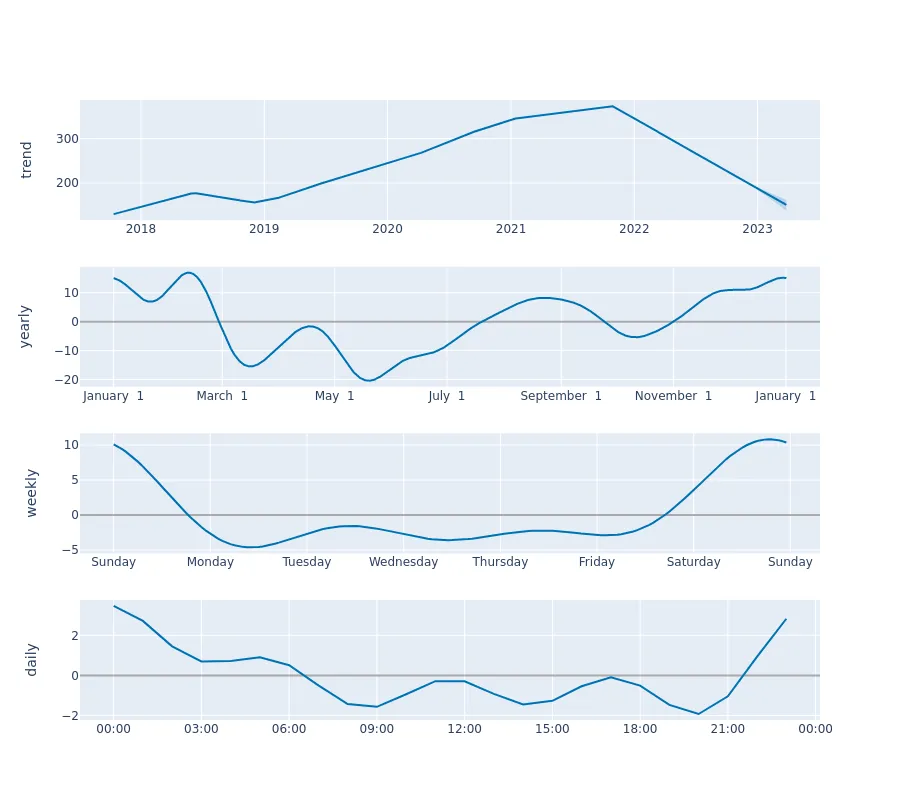 trend
300
200
2018 2019 2020 2021 2022 2023
yearly
10
0
−10
−20
January 1 March 1 May 1 July 1 September 1 November 1 January 1
weekly
10
5
0
−5
Sunday Monday Tuesday Wednesday Thursday Friday Saturday Sunday
daily
2
0
−2
00:00 03:00 06:00 09:00 12:00 15:00 18:00 21:00 00:00